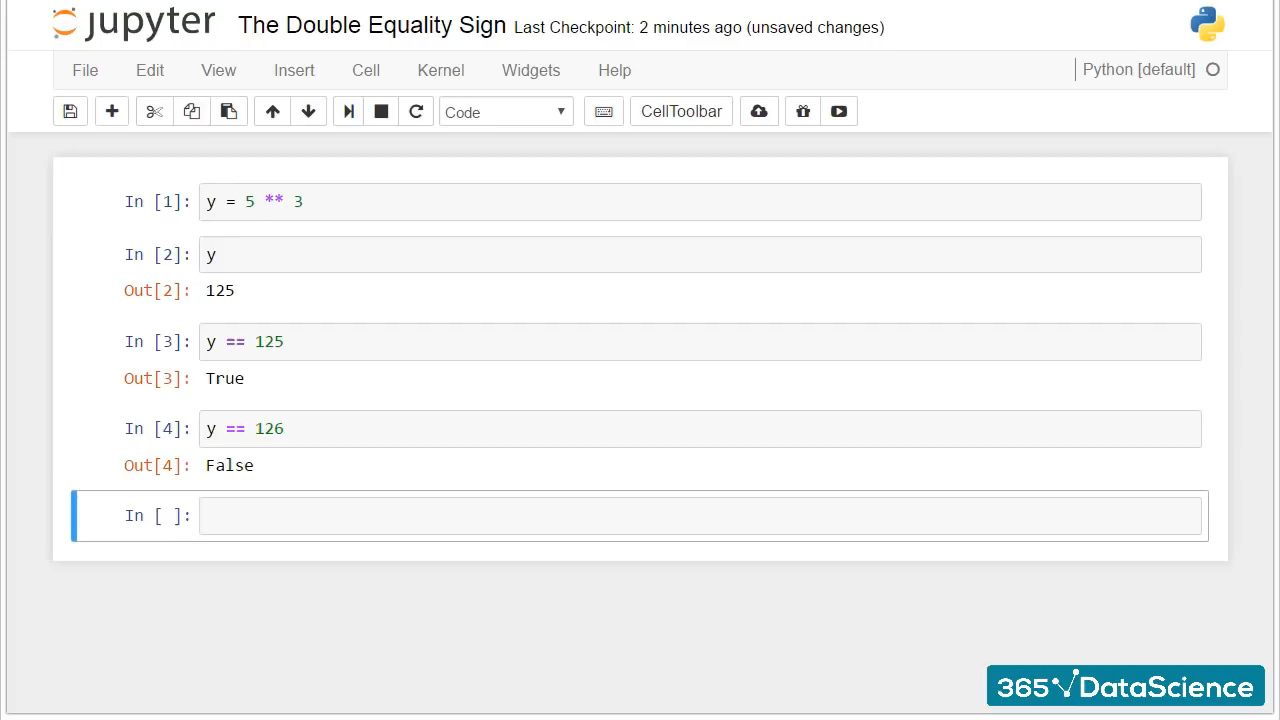 jupyter The Double Equality Sign Last Checkpoint: 2 minutes ago (unsaved changes)
File Edit View Insert Cell Kernel Widgets Help Python [default]
Code CellToolbar
In [1]: y = 5 ** 3
In [2]: y
Out[2]: 125
In [3]: y == 125
Out[3]: True
In [4]: y == 126
Out[4]: False
In [ ]:
365 DataScience